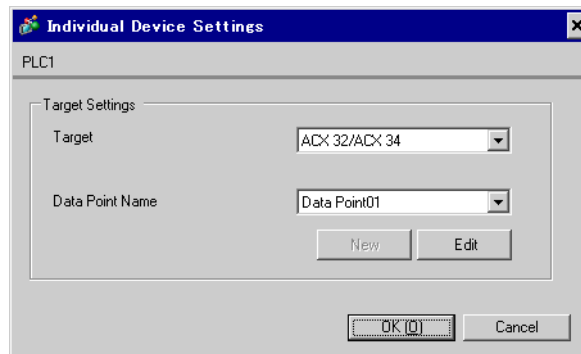 Individual Device Settings
PLC1
Target Settings
Target
ACX 32/ACX 34
Data Point Name
Data Point01
New
Edit
OK (O)
Cancel